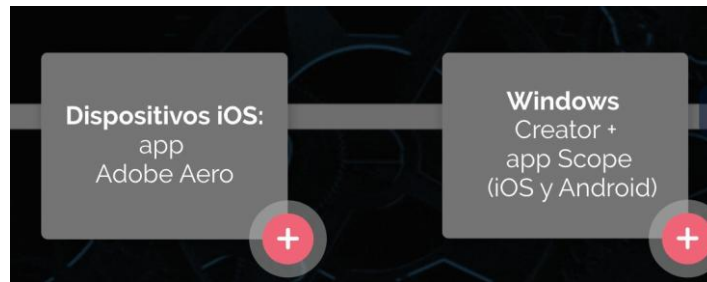 Dispositivos iOS:
app
Adobe Aero
Windows
Creator +
app Scope
(iOS y Android)